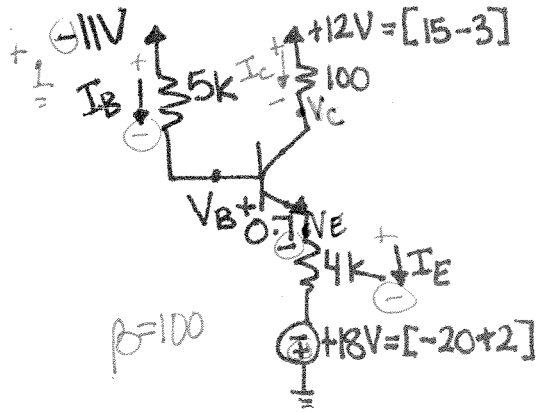 -11V
+12V=[15-3]
+
1
=
+
IB
-
5K
Ic
+
-
100
Vc
VB
+
0.7
-
VE
4K
+
IE
-
β=100
+18V=[-20+2]